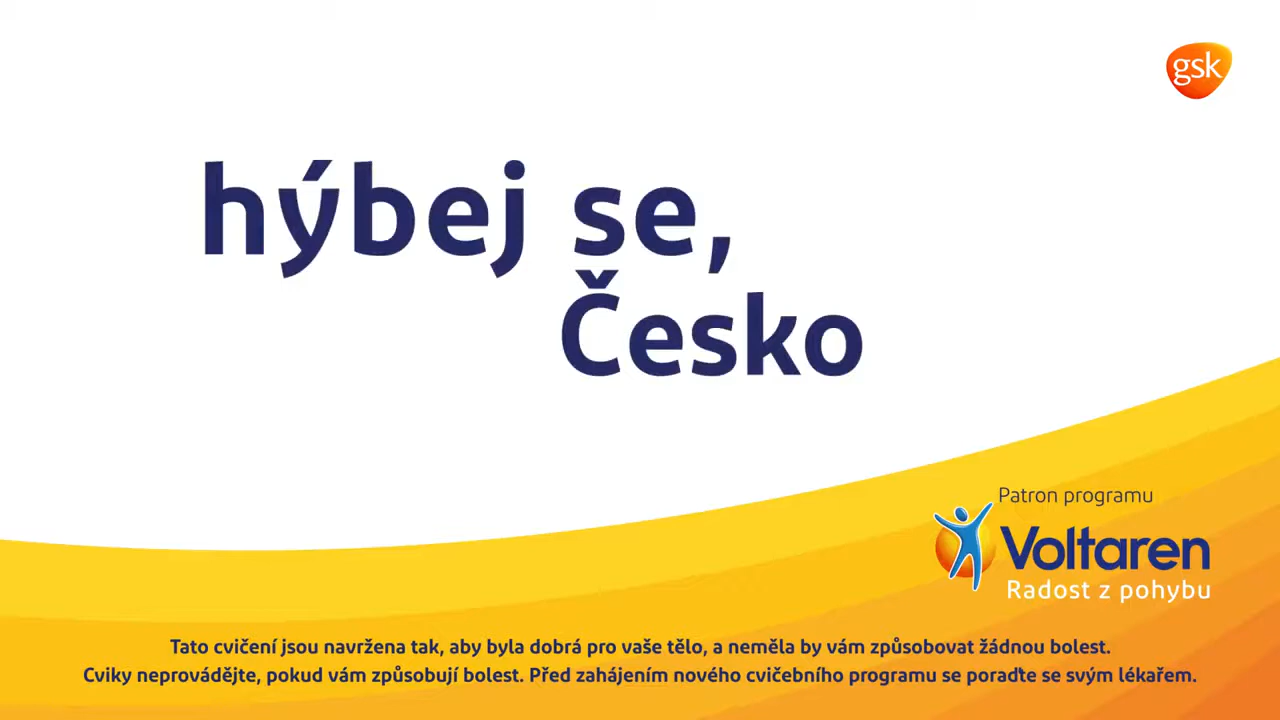 gsk
hýbej se,
Česko
Patron programu
Voltaren
Radost z pohybu
Tato cvičení jsou navržena tak, aby byla dobrá pro vaše tělo, a neměla by vám způsobovat žádnou bolest.
Cviky neprovádějte, pokud vám způsobují bolest. Před zahájením nového cvičebního programu se poraďte se svým lékařem.